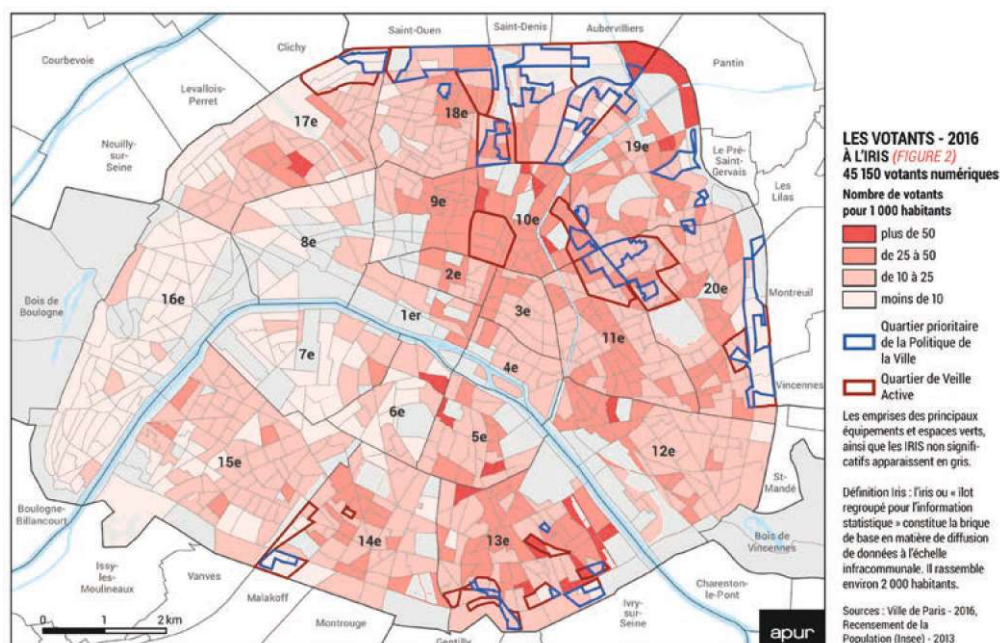 Saint-Ouen
Saint-Denis
Aubervilliers
Clichy
Courbevoie
Pantin
Levallois-
Perret
17e
18e
19e
Neuilly-
sur-
Seine
Le Pré-
Saint-
Gervais
Les
Lilas
9e
10e
8e
2e
20e
16e
Bois de
Boulogne
Montreuil
1er
3e
11e
7e
4e
Vincennes
6e
5e
12e
15e
St-
Mandé
Boulogne-
Billancourt
14e
13e
Bois de
Vincennes
Issy-
les-
Moulineaux
Vanves
Malakoff
Montrouge
Gentilly
Ivry-
sur-
Seine
Charenton-
le-Pont
0 1 2 km
apur
LES VOTANTS - 2016
À L'IRIS (FIGURE 2)
45 150 votants numériques
Nombre de votants
pour 1 000 habitants
plus de 50
de 25 à 50
de 10 à 25
moins de 10
Quartier prioritaire
de la Politique de
la Ville
Quartier de Veille
Active
Les emprises des principaux
équipements et espaces verts,
ainsi que les IRIS non signifi-
catifs apparaissent en gris.
Définition Iris : l'iris ou « îlot
regroupé pour l'information
statistique » constitue la brique
de base en matière de diffusion
de données à l'échelle
infracommunale. Il rassemble
environ 2 000 habitants.
Sources : Ville de Paris - 2016,
Recensement de la
Population (Insee) - 2013